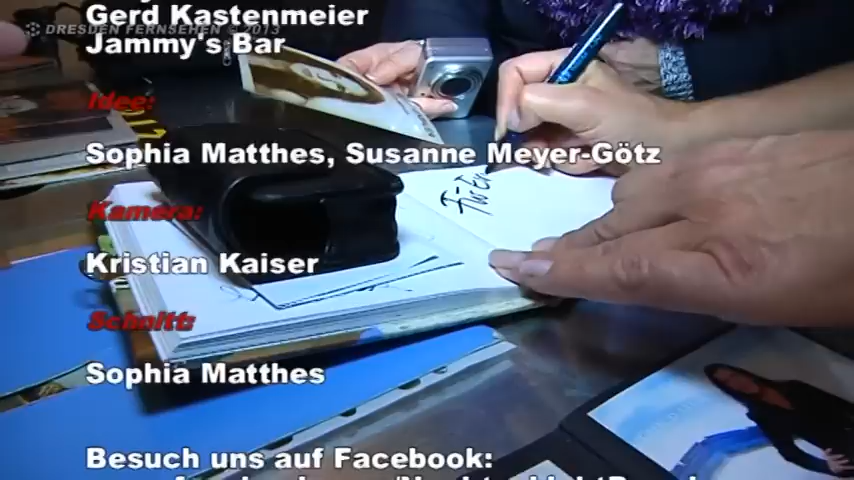 Gerd Kastenmeier
DRESDEN FERNSEHEN © 2013
Jammy's Bar
Idee:
Sophia Matthes, Susanne Meyer-Götz
Kamera:
Kristian Kaiser
Schnitt:
Sophia Matthes
Besuch uns auf Facebook:
Für